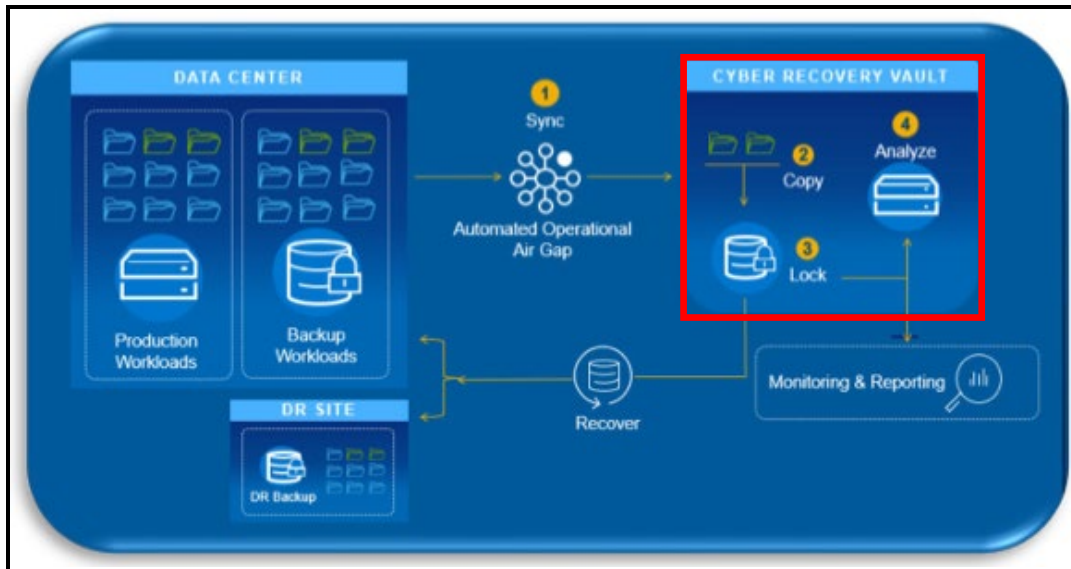 DATA CENTER
Production
Workloads
Backup
Workloads
1
Sync
Automated Operational
Air Gap
CYBER RECOVERY VAULT
2
Copy
3
Lock
4
Analyze
Monitoring & Reporting
Recover
DR SITE
DR Backup